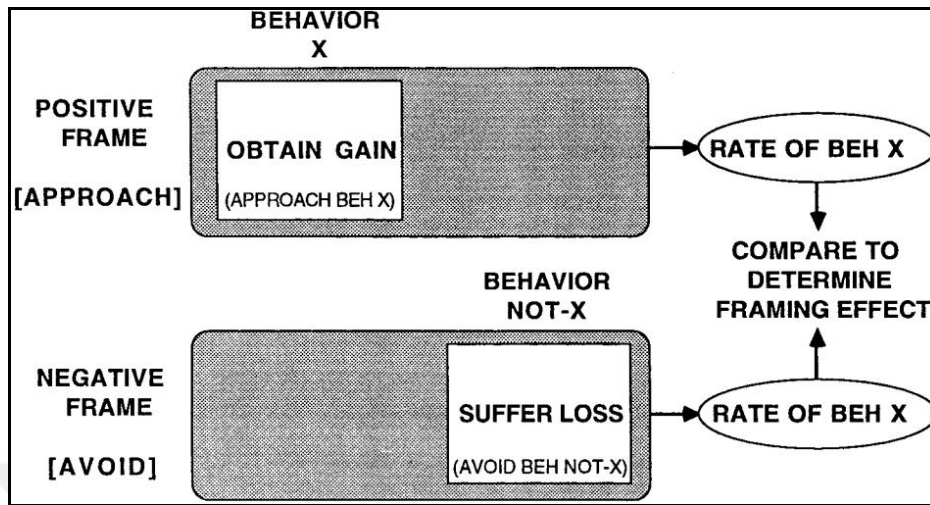 BEHAVIOR
X
POSITIVE
FRAME
[APPROACH]
OBTAIN GAIN
(APPROACH BEH X)
RATE OF BEH X
COMPARE TO
DETERMINE
FRAMING EFFECT
BEHAVIOR
NOT-X
NEGATIVE
FRAME
[AVOID]
SUFFER LOSS
(AVOID BEH NOT-X)
RATE OF BEH X